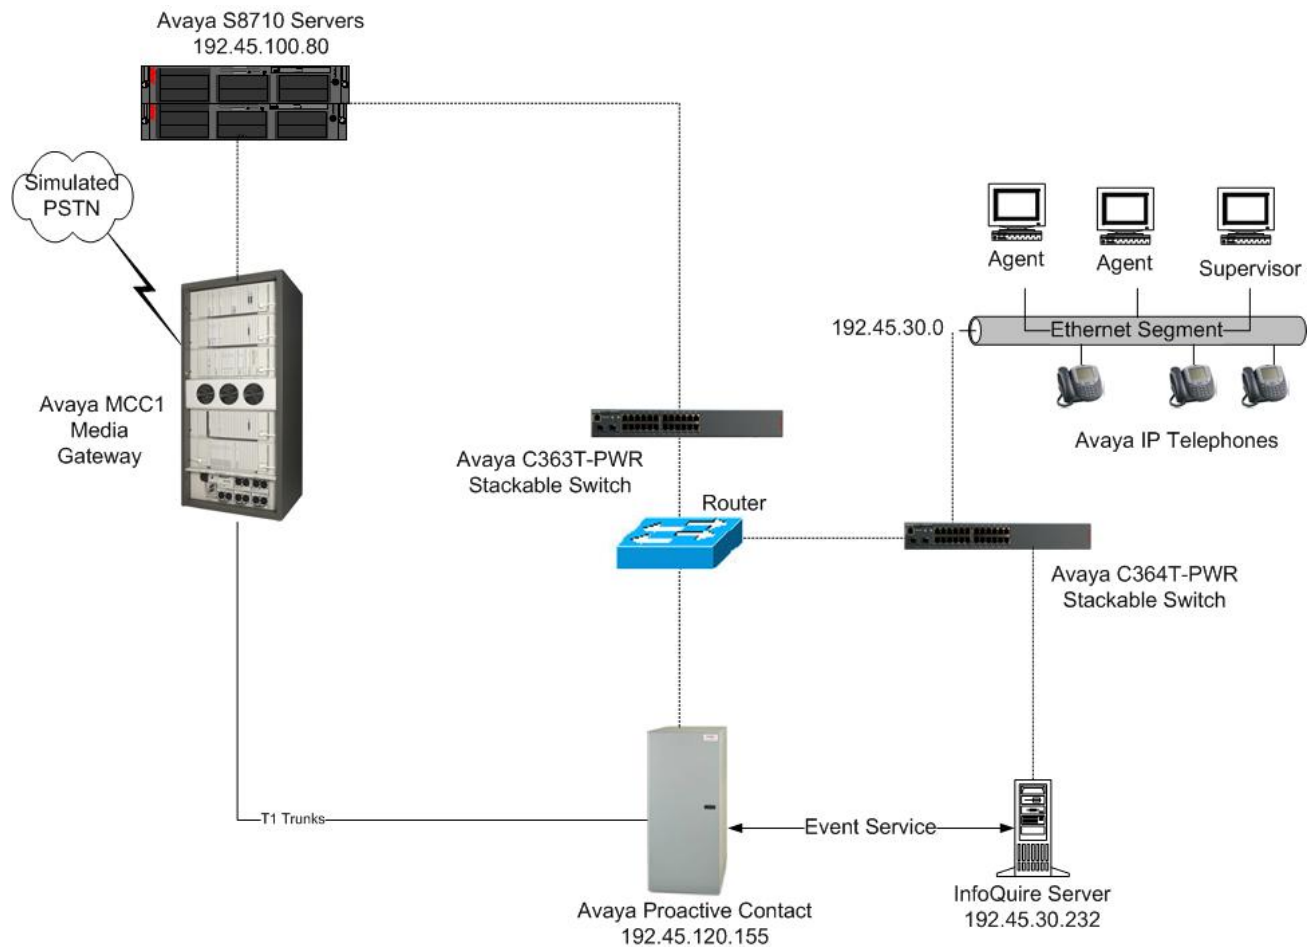 Avaya S8710 Servers
192.45.100.80
Simulated
PSTN
Agent
Agent
Supervisor
192.45.30.0
Ethernet Segment
Avaya MCC1
Media
Gateway
Avaya IP Telephones
Avaya C363T-PWR
Stackable Switch
Router
Avaya C364T-PWR
Stackable Switch
T1 Trunks
Event Service
Avaya Proactive Contact
192.45.120.155
InfoQuire Server
192.45.30.232